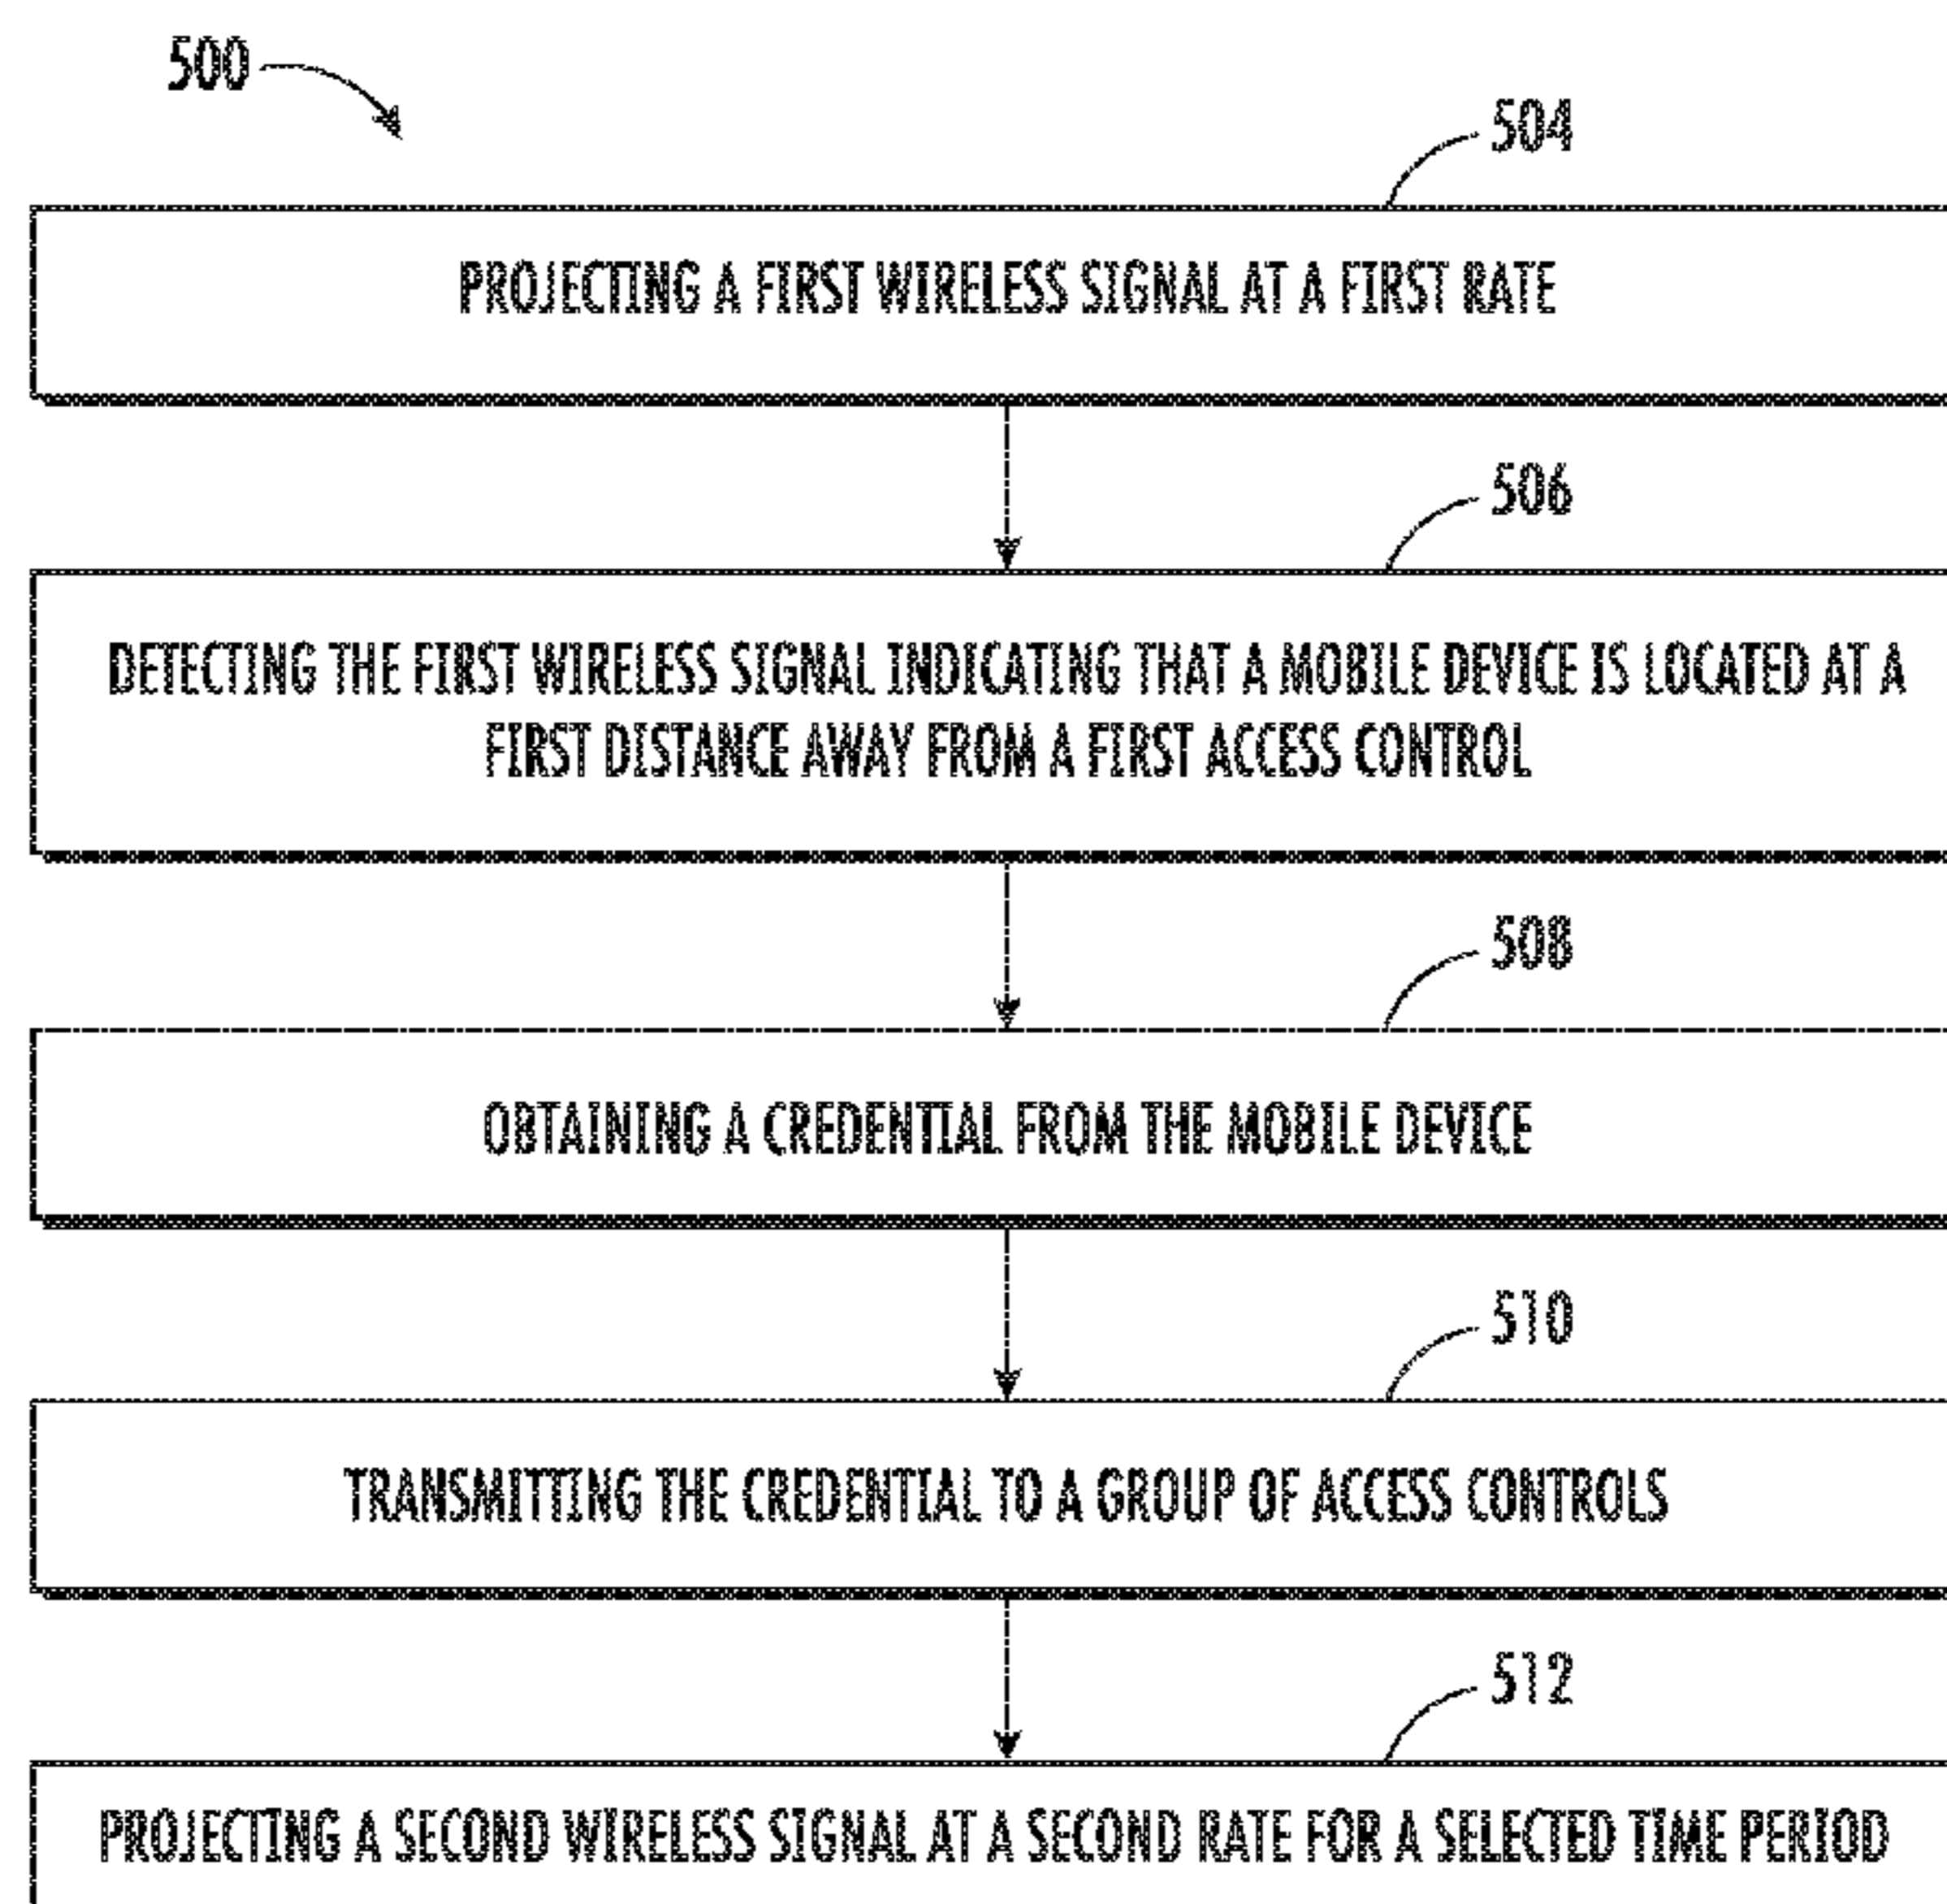 500
504
PROJECTING A FIRST WIRELESS SIGNAL AT A FIRST RATE
506
DETECTING THE FIRST WIRELESS SIGNAL INDICATING THAT A MOBILE DEVICE IS LOCATED AT A
FIRST DISTANCE AWAY FROM A FIRST ACCESS CONTROL
508
OBTAINING A CREDENTIAL FROM THE MOBILE DEVICE
510
TRANSMITTING THE CREDENTIAL TO A GROUP OF ACCESS CONTROLS
512
PROJECTING A SECOND WIRELESS SIGNAL AT A SECOND RATE FOR A SELECTED TIME PERIOD